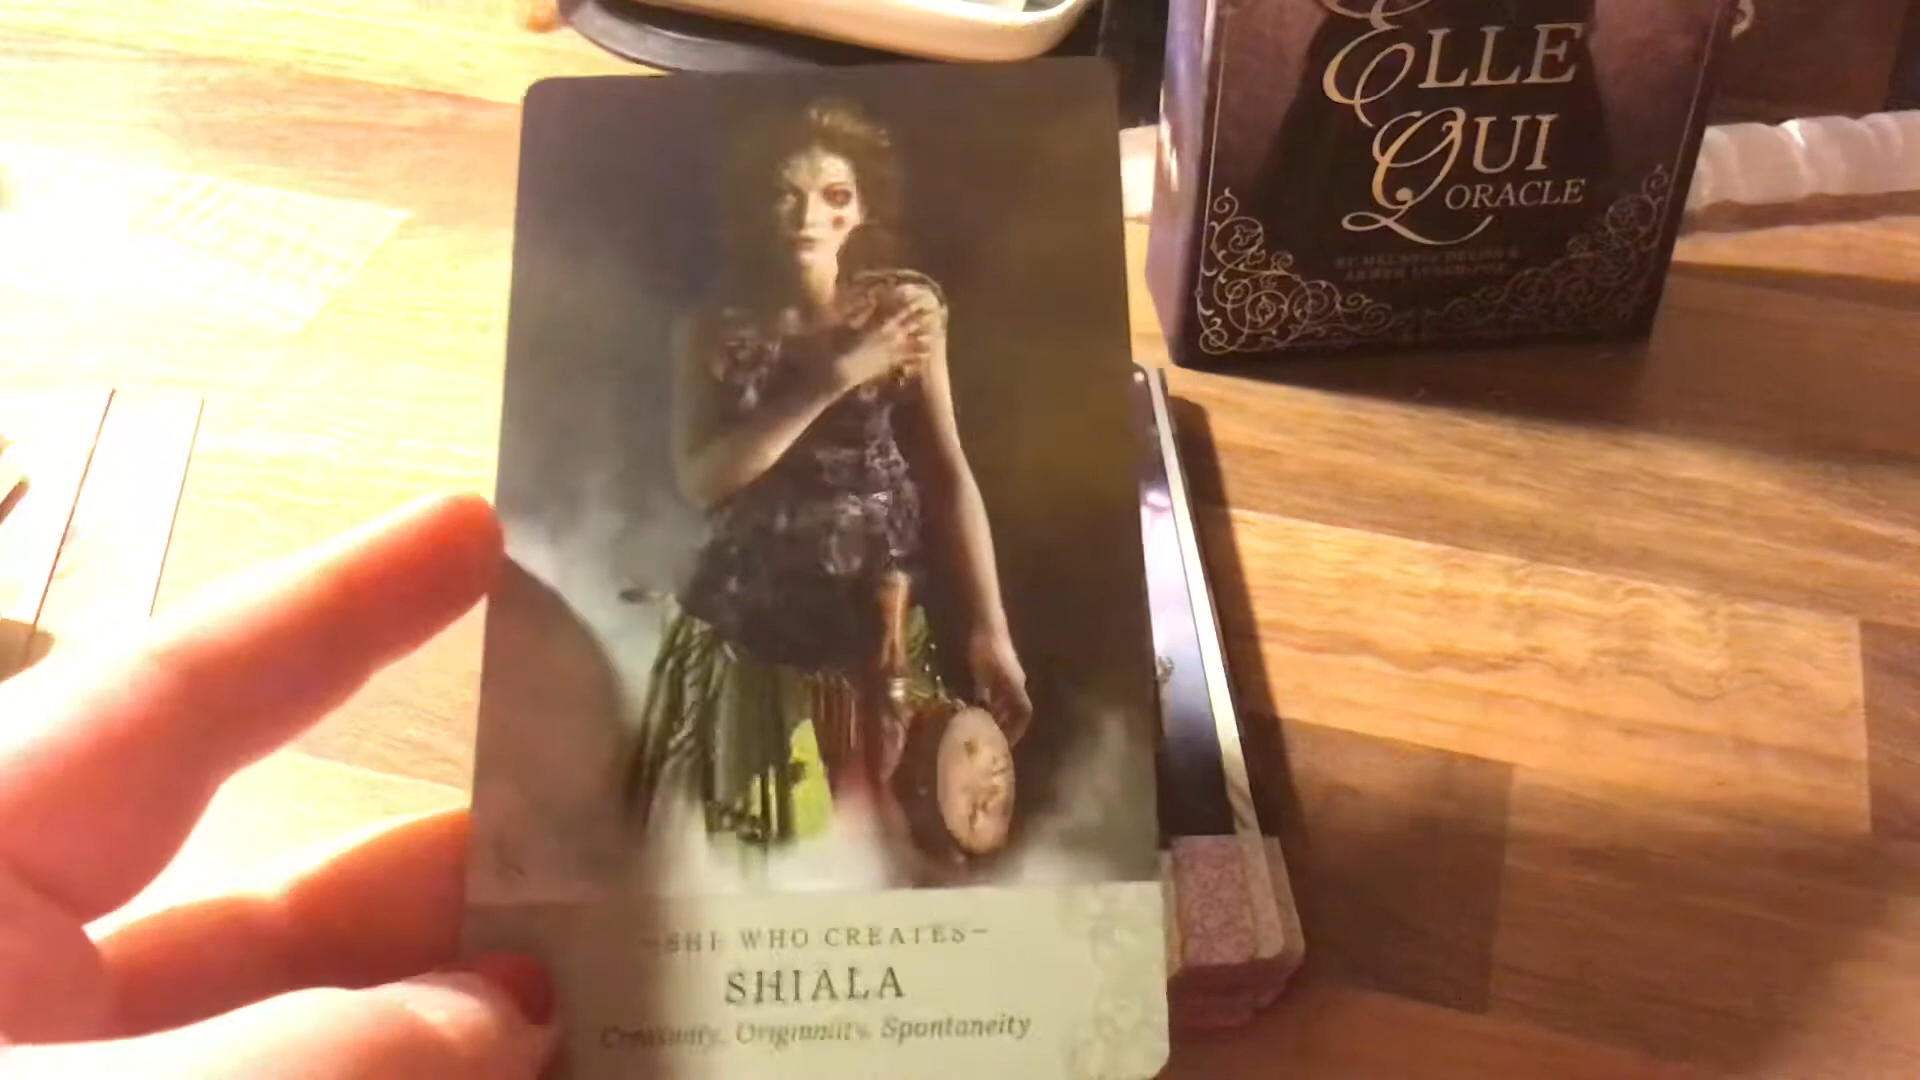 ELLE
QUI
ORACLE
-SHE WHO CREATES-
SHIALA
Creativity, Originality, Spontaneity